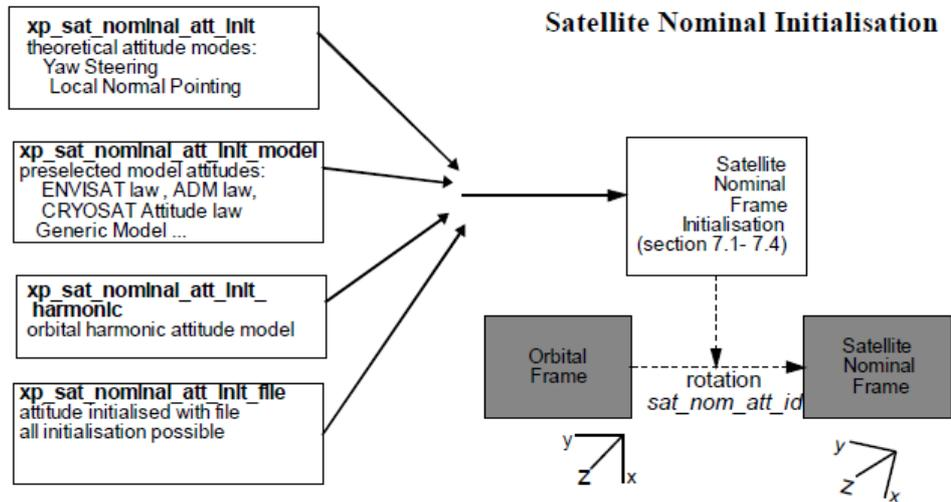 Satellite Nominal Initialisation
xp_sat_nominal_att_init
theoretical attitude modes:
Yaw Steering
Local Normal Pointing
xp_sat_nominal_att_init_model
preselected model attitudes:
ENVISAT law , ADM law,
CRYOSAT Attitude law
Generic Model ...
xp_sat_nominal_att_init_
harmonic
orbital harmonic attitude model
xp_sat_nominal_att_init_file
attitude initialised with file
all initialisation possible
Satellite
Nominal
Frame
Initialisation
(section 7.1- 7.4)
Orbital
Frame
rotation
sat_nom_att_id
Satellite
Nominal
Frame
y
z
x
y
z
x